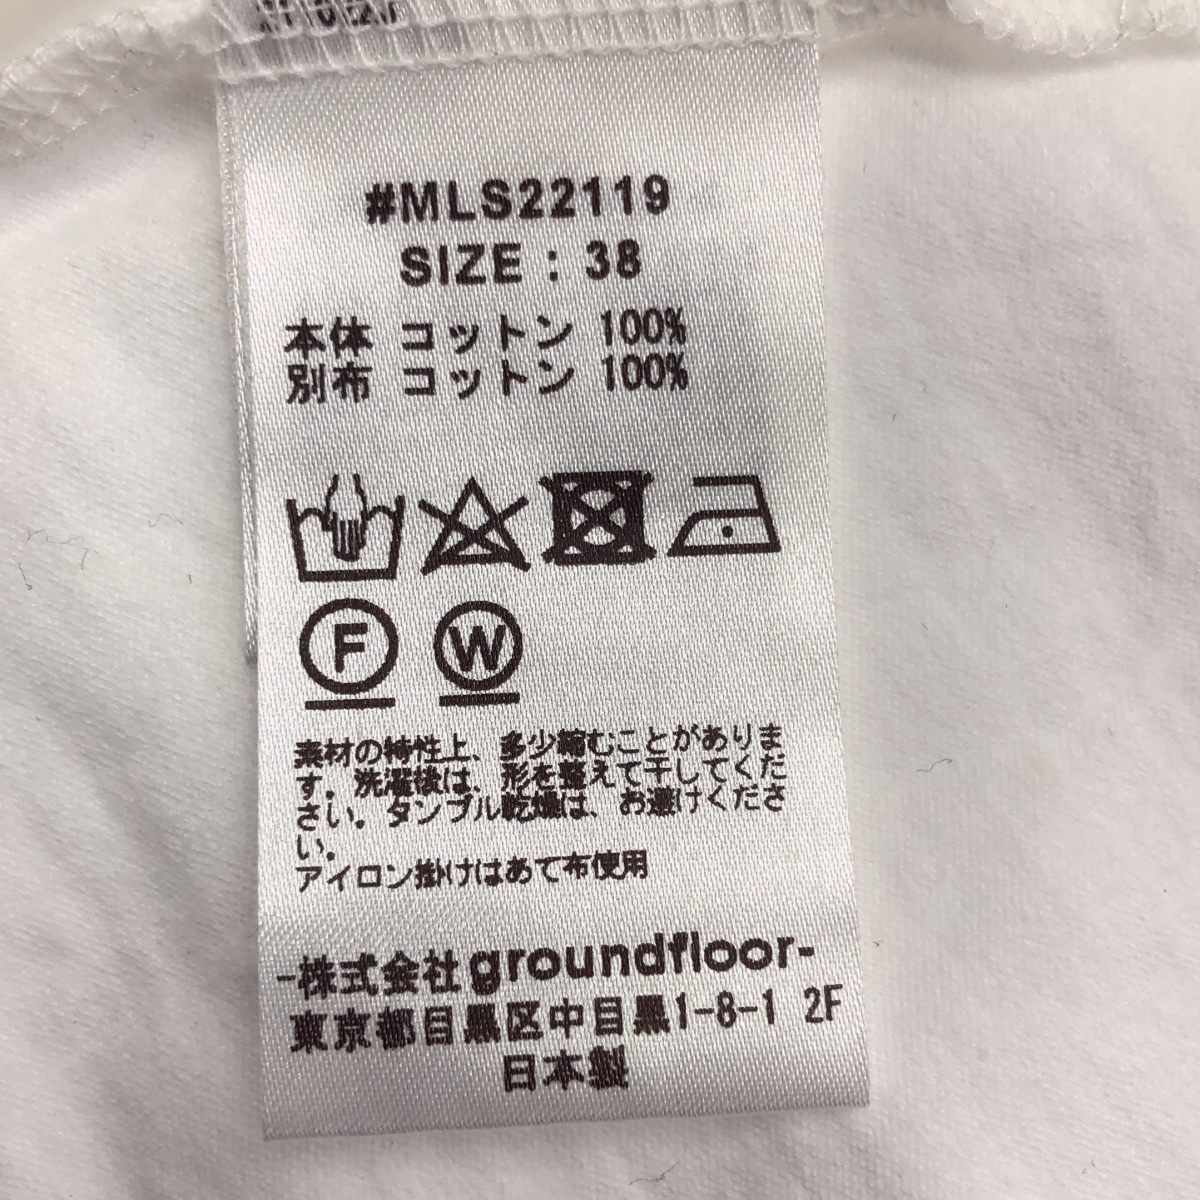 #MLS22119
SIZE : 38
本体 コットン 100%
別布 コットン 100%
F W
素材の特性上、多少縮むことがありま
す。洗濯後は、形を整えて干してくだ
さい。タンブル乾燥は、お避けくださ
い。
アイロン掛けはあて布使用
-株式会社groundfloor-
東京都目黒区中目黒1-8-1 2F
日本製